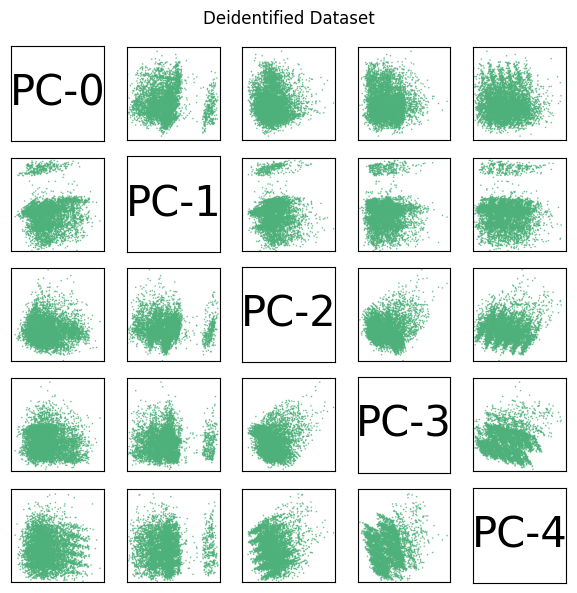 Deidentified Dataset
PC-0
PC-1
PC-2
PC-3
PC-4